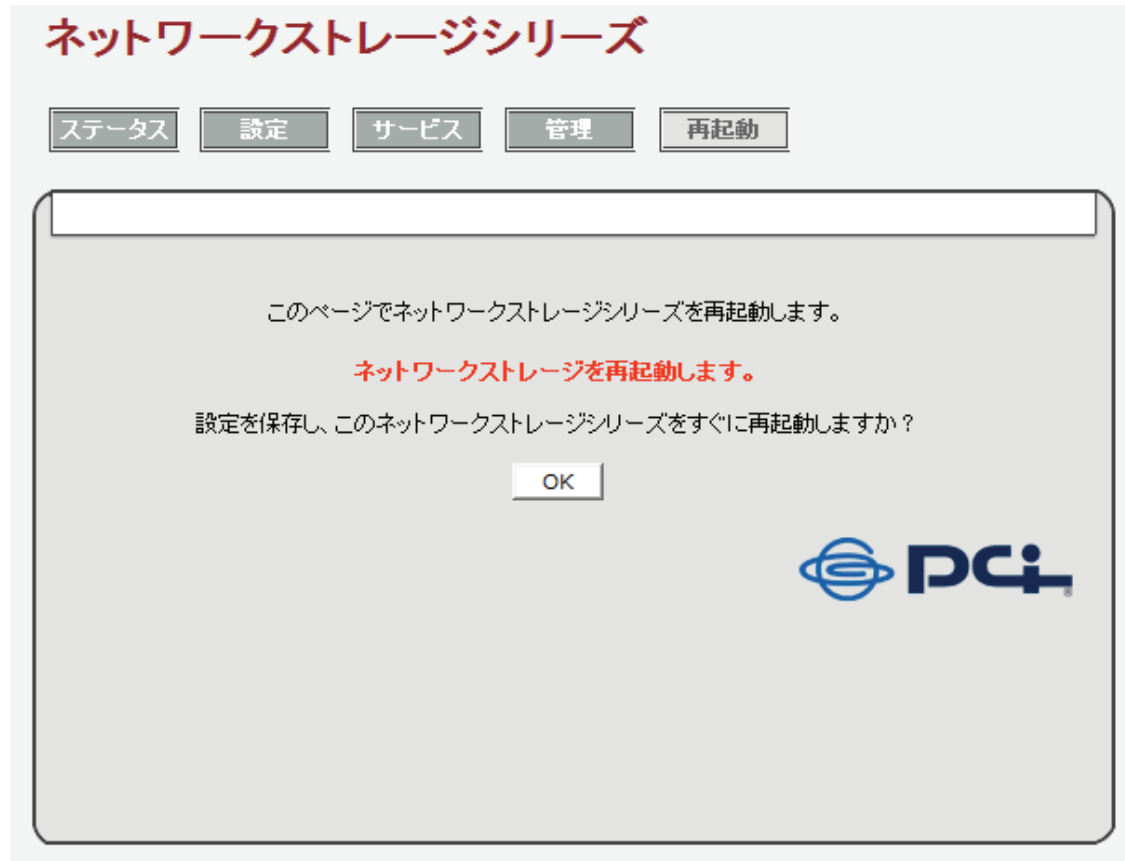 ネットワークストレージシリーズ
ステータス 設定 サービス 管理 再起動
このページでネットワークストレージシリーズを再起動します。
ネットワークストレージを再起動します。
設定を保存し、このネットワークストレージシリーズをすぐに再起動しますか？
OK
PCi